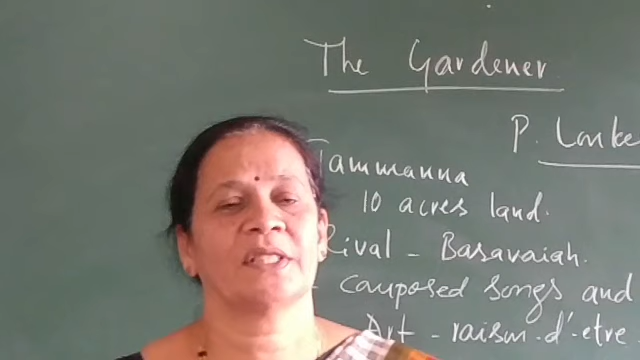 The Gardener
P. Lanke
Tammanna
10 acres land.
Rival - Basavaiah.
- composed songs and
Art - raison-d'-etre